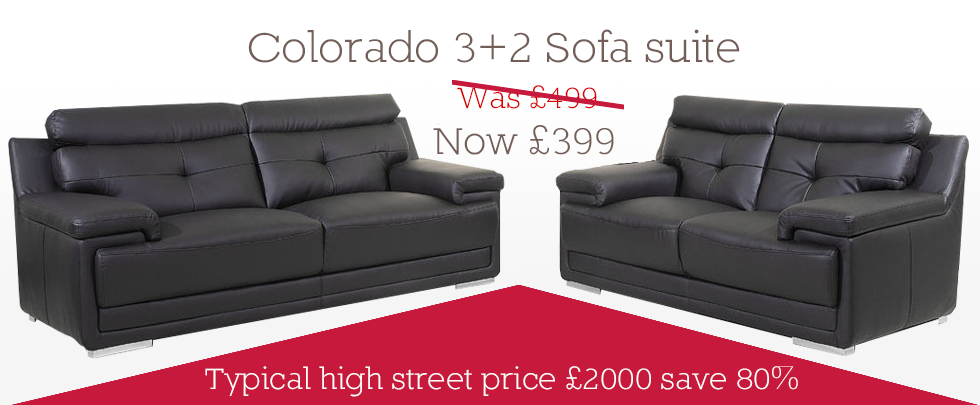 Colorado 3+2 Sofa suite
Was £499
Now £399
Typical high street price £2000 save 80%